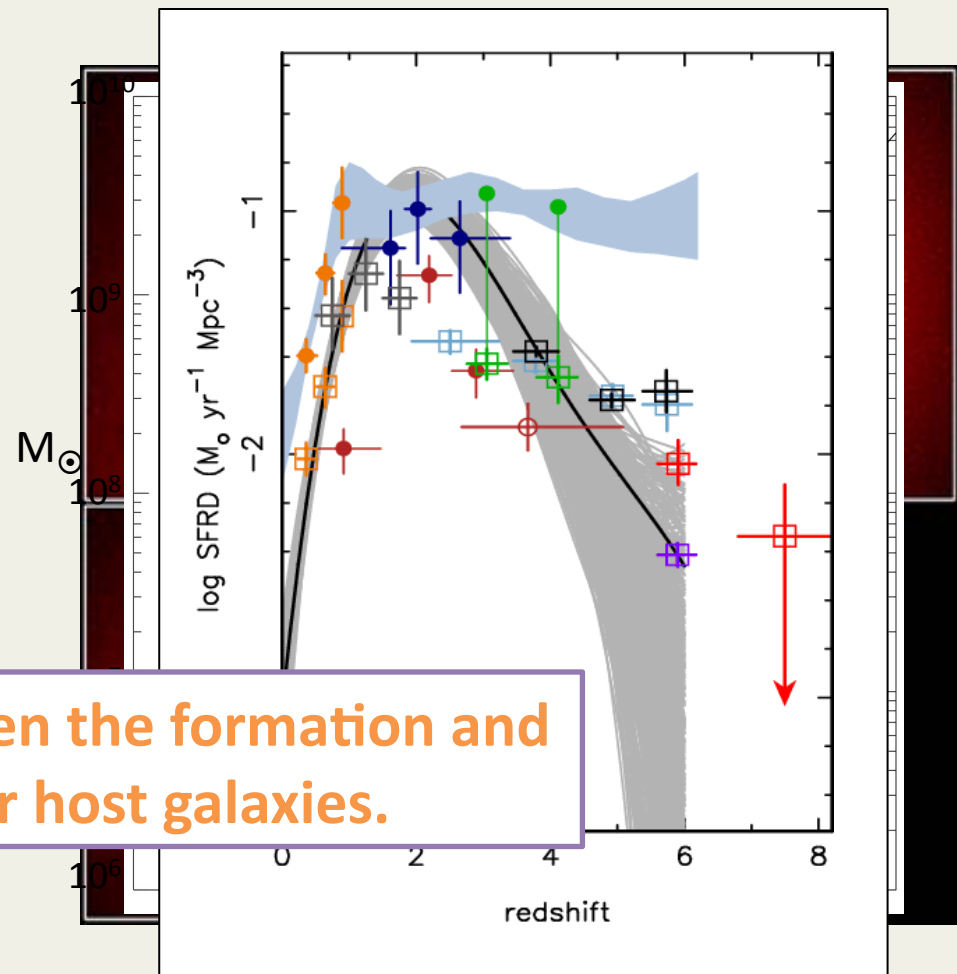 10¹⁰
10⁹
M☉
10⁸
10⁶
log SFRD (M☉ yr⁻¹ Mpc⁻³)
−1
−2
en the formation and
r host galaxies.
0 2 4 6 8
redshift